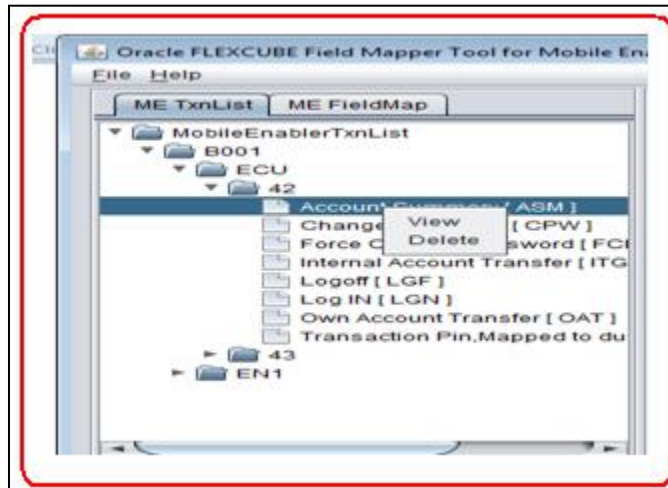 Cli
Oracle FLEXCUBE Field Mapper Tool for Mobile En
File Help
ME TxnList ME FieldMap
MobileEnablerTxnList
B001
ECU
42
Account Summary [ ASM ]
View
Change [ CPW ]
Delete
Force C sword [ FC
Internal Account Transfer [ ITG
Logoff [ LGF ]
Log IN [ LGN ]
Own Account Transfer [ OAT ]
Transaction Pin,Mapped to du
43
EN1